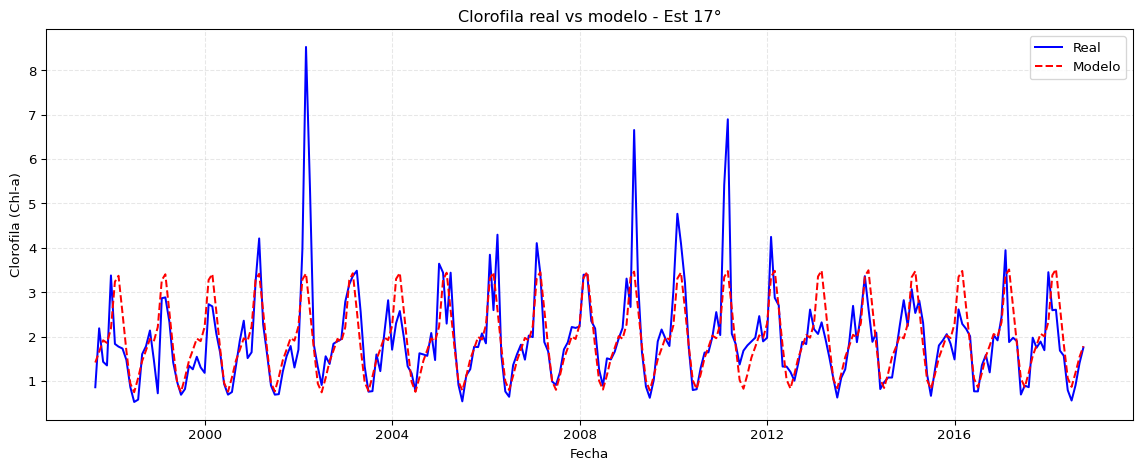 Clorofila real vs modelo - Est 17°
Real
Modelo
8
7
6
5
4
3
2
1
Clorofila (Chl-a)
2000
2004
2008
2012
2016
Fecha